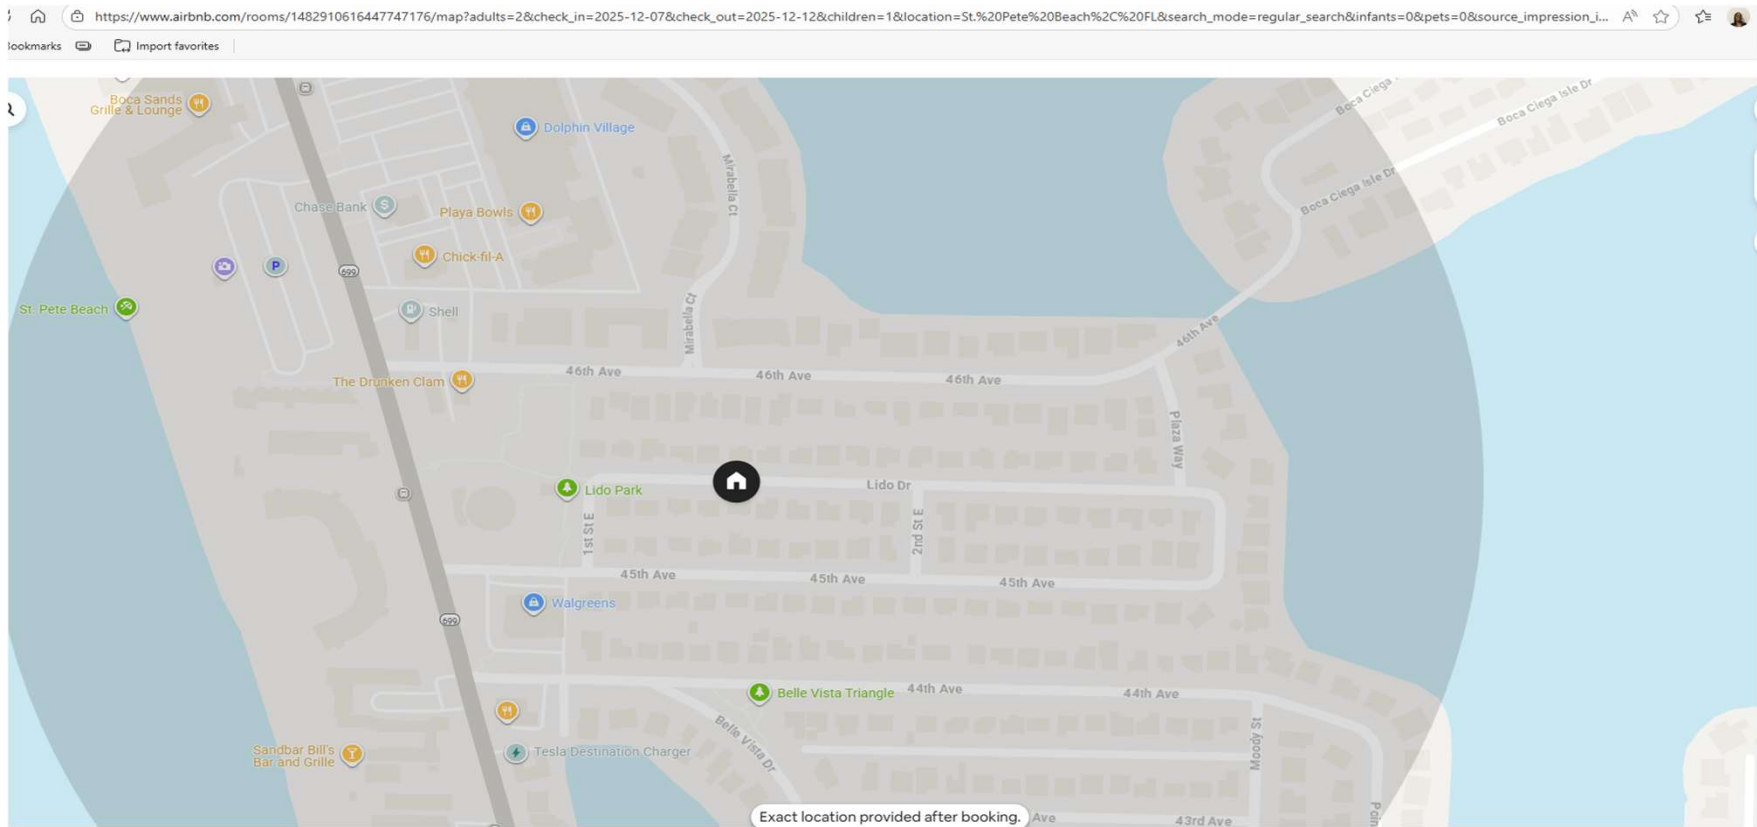 https://www.airbnb.com/rooms/1482910616447747176/map?adults=2&check_in=2025-12-07&check_out=2025-12-12&children=1&location=St.%20Pete%20Beach%2C%20FL&search_mode=regular_search&infants=0&pets=0&source_impression_i...
Bookmarks
Import favorites
Boca Sands
Grille & Lounge
Dolphin Village
Boca Ciega
Boca Ciega Isle Dr
Mirabella Ct
Boca Ciega Isle Dr
Chase Bank
Playa Bowls
Chick-fil-A
P
699
St. Pete Beach
Shell
Mirabella Ct
46th Ave
The Drunken Clam
46th Ave
46th Ave
46th Ave
Plaza Way
Lido Park
Lido Dr
1st St E
2nd St E
45th Ave
45th Ave
45th Ave
Walgreens
699
Belle Vista Triangle
44th Ave
44th Ave
Belle Vista Dr
Moody St
Sandbar Bill's
Bar and Grille
Tesla Destination Charger
Exact location provided after booking.
Ave
43rd Ave